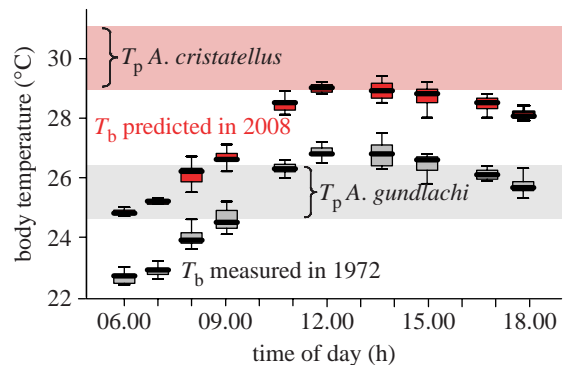 body temperature (°C)
30
28
26
24
22
Tp A. cristatellus
Tb predicted in 2008
Tp A. gundlachi
Tb measured in 1972
06.00 09.00 12.00 15.00 18.00
time of day (h)